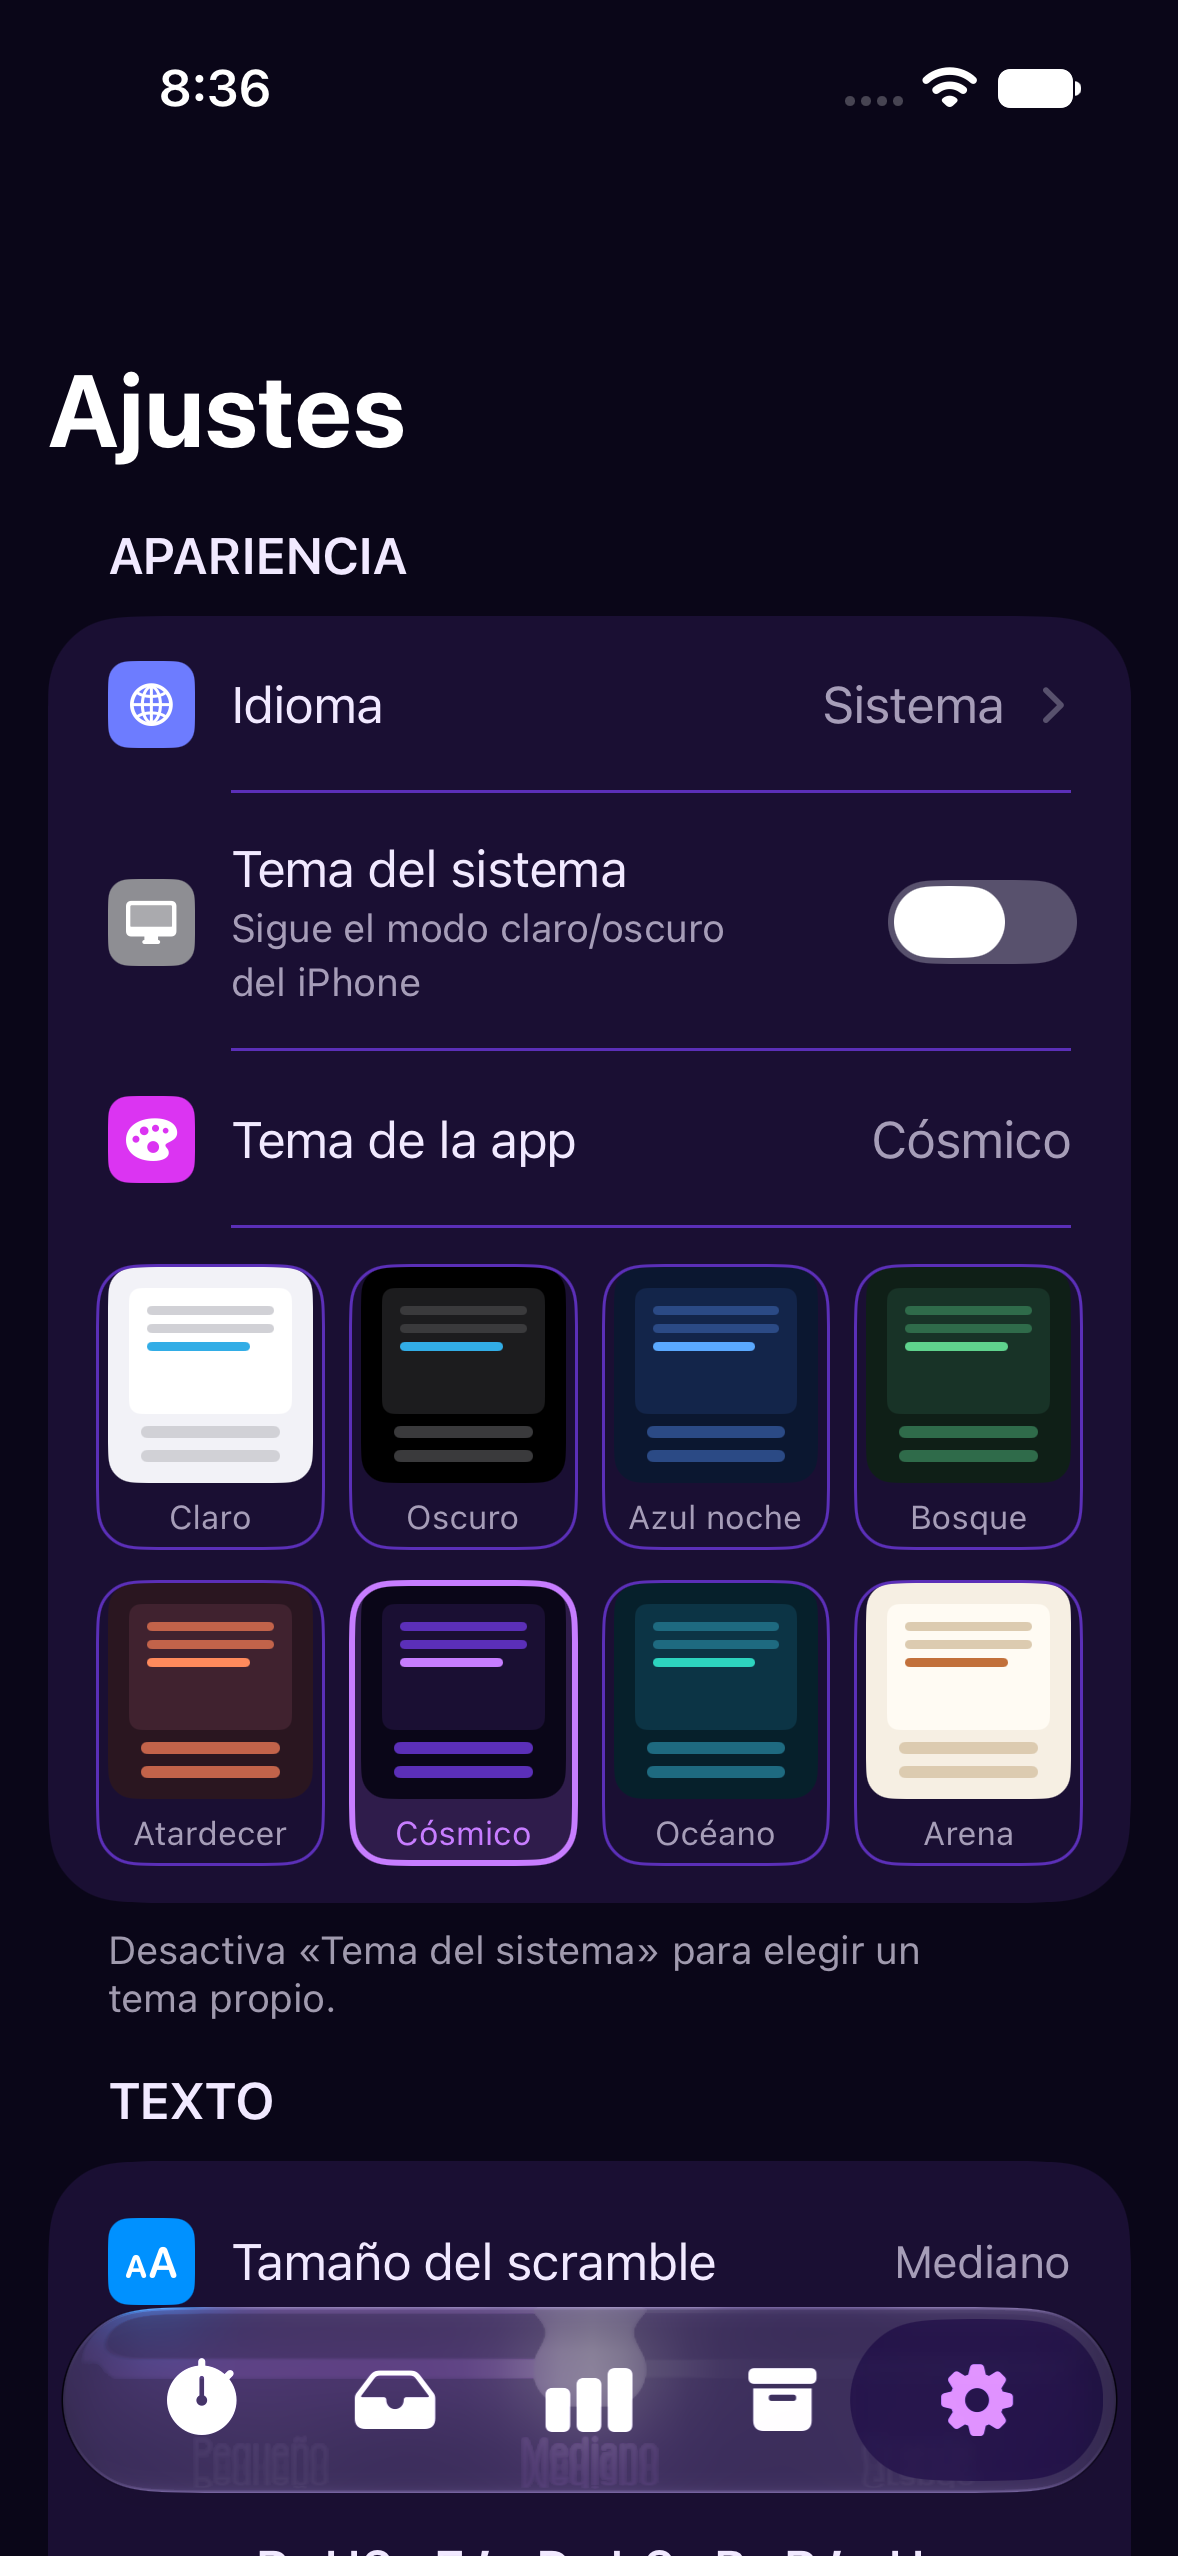 8:36
Ajustes
APARIENCIA
Idioma
Sistema
Tema del sistema
Sigue el modo claro/oscuro
del iPhone
Tema de la app
Cósmico
Claro
Oscuro
Azul noche
Bosque
Atardecer
Cósmico
Océano
Arena
Desactiva «Tema del sistema» para elegir un
tema propio.
TEXTO
AA
Tamaño del scramble
Mediano
Pequeño
Mediano